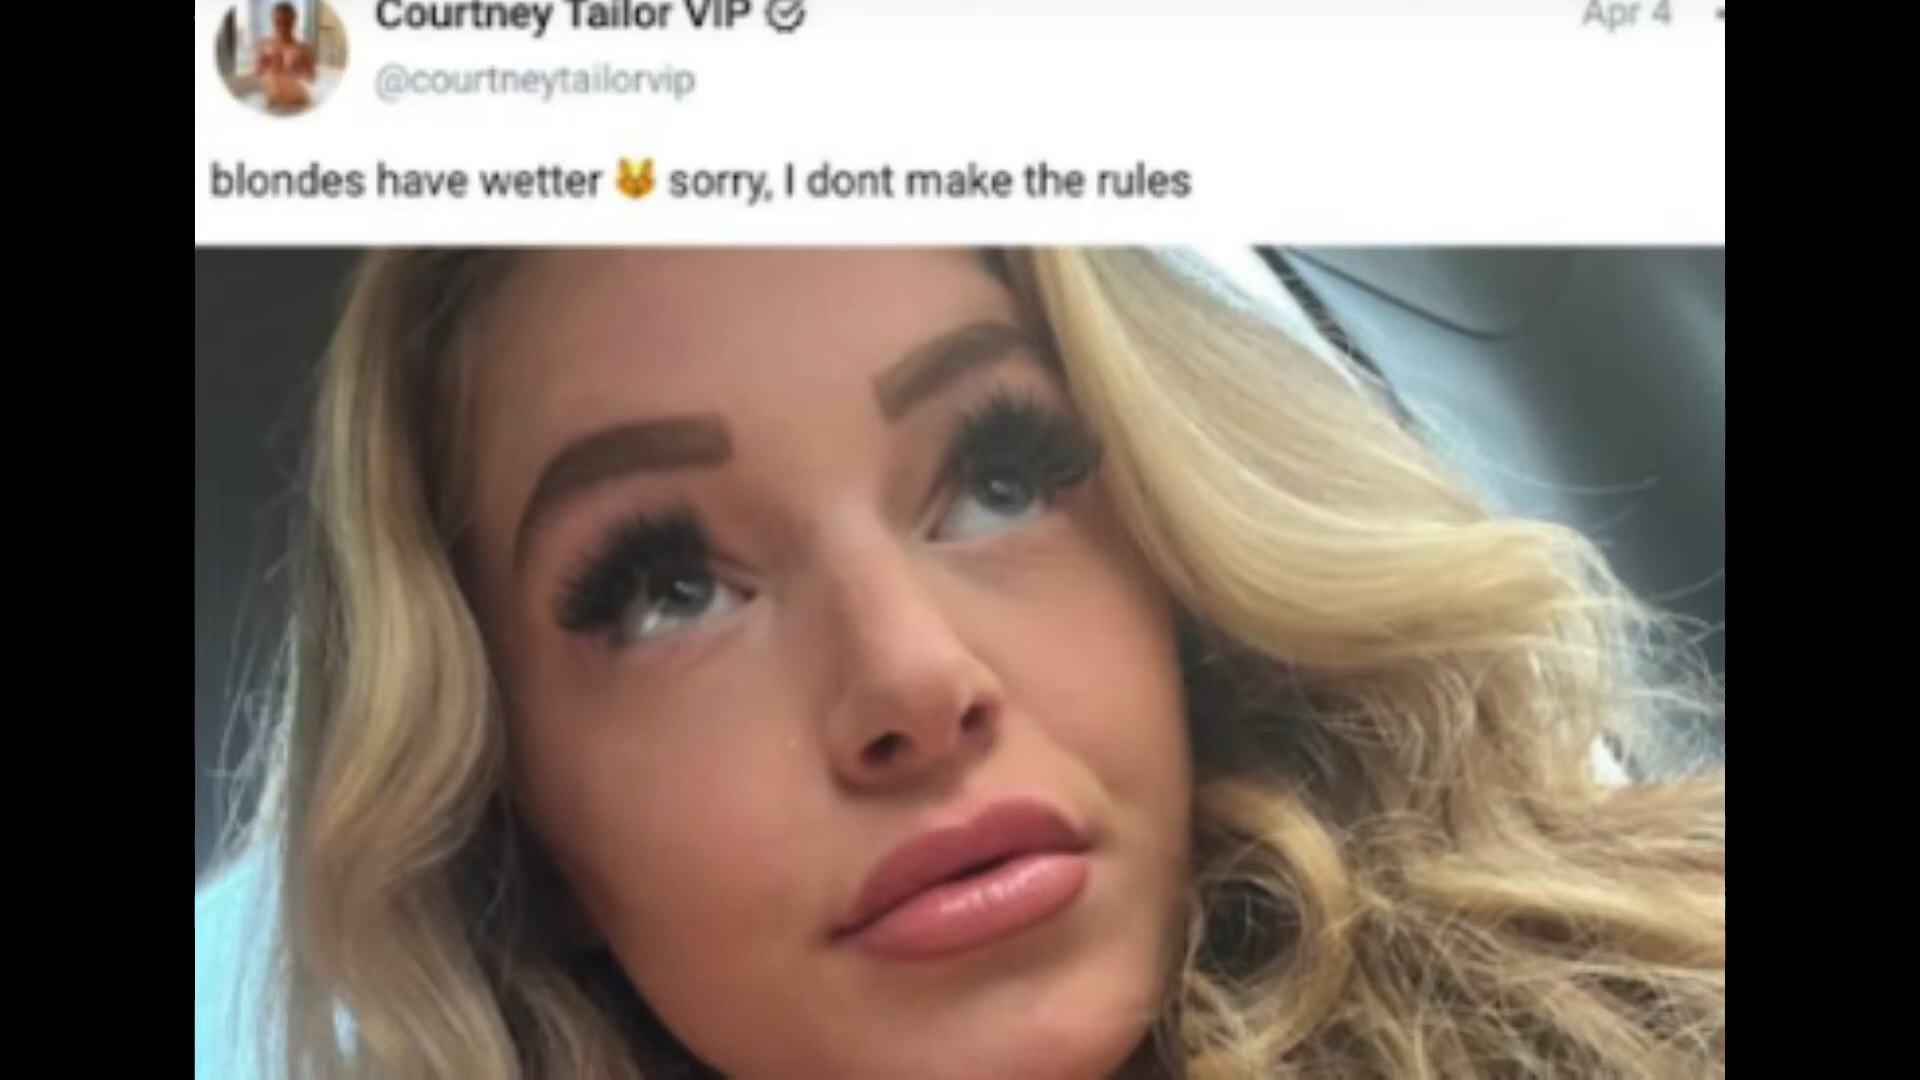 Courtney Tailor VIP
Apr 4
@courtneytailorvip
blondes have wetter 😼 sorry, I dont make the rules